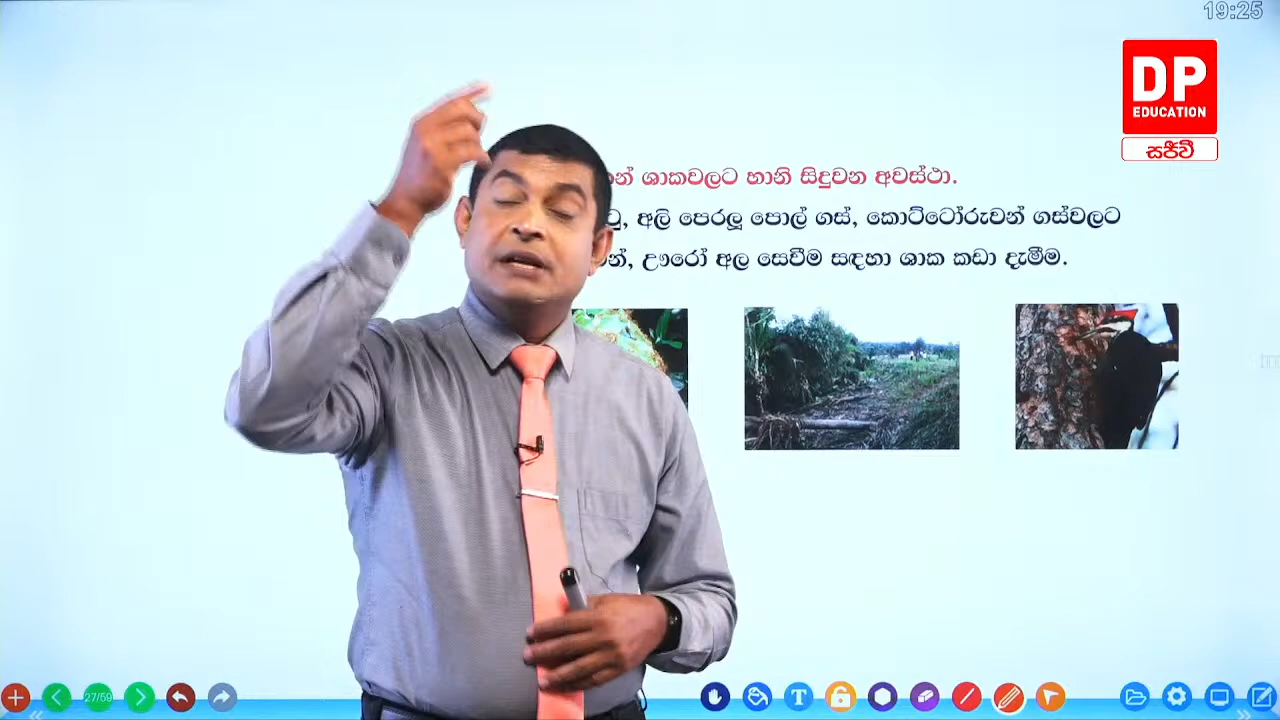 19:25
DP
EDUCATION
සජීවී
ශාකවලට හානි සිදුවන අවස්ථා.
අලි පෙරලූ පොල් ගස්, කොට්ටෝරුවන් ගස්වලට
ඌරෝ අල සෙවීම සඳහා ශාක කඩා දැමීම.
27/59